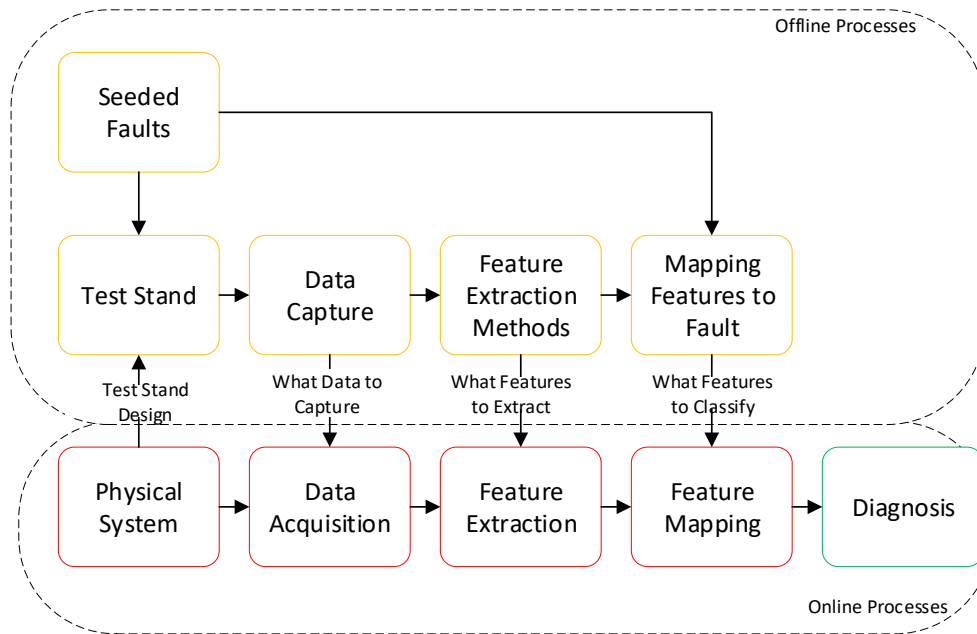 Offline Processes
Seeded
Faults
Test Stand
Data
Capture
Feature
Extraction
Methods
Mapping
Features to
Fault
Test Stand
Design
What Data to
Capture
What Features
to Extract
What Features
to Classify
Physical
System
Data
Acquisition
Feature
Extraction
Feature
Mapping
Diagnosis
Online Processes